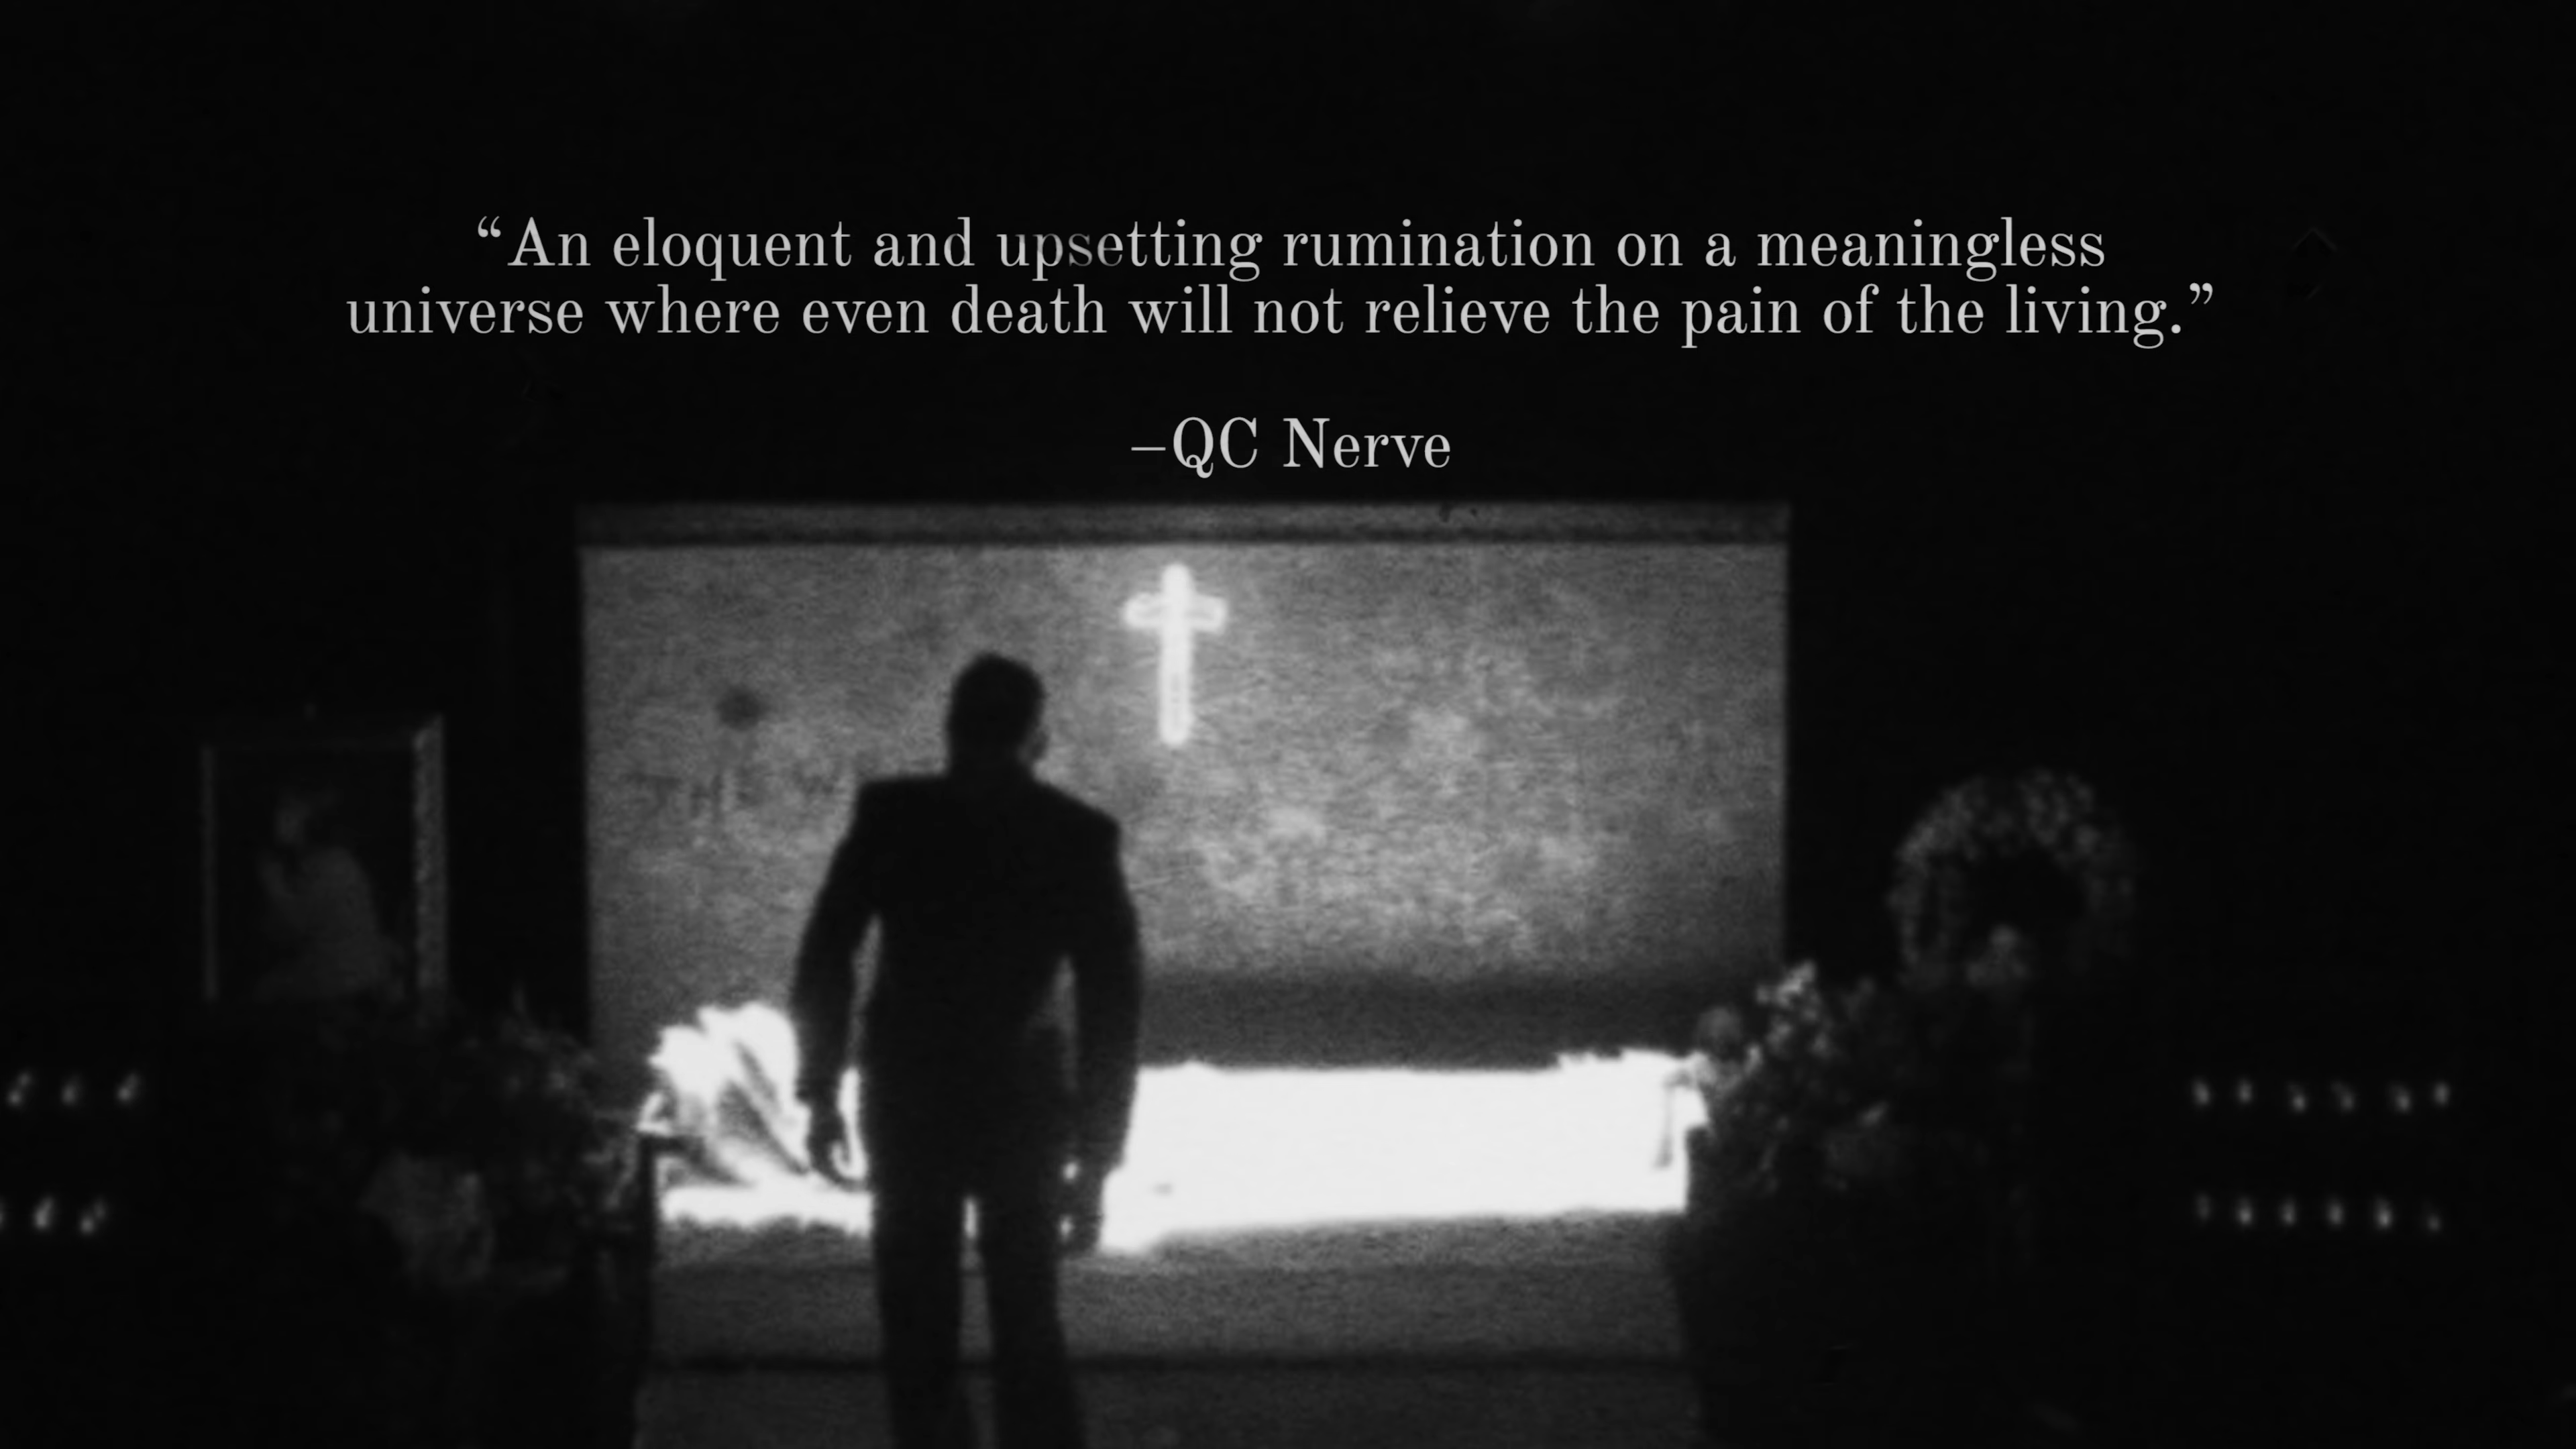 “An eloquent and upsetting rumination on a meaningless
universe where even death will not relieve the pain of the living.”
–QC Nerve